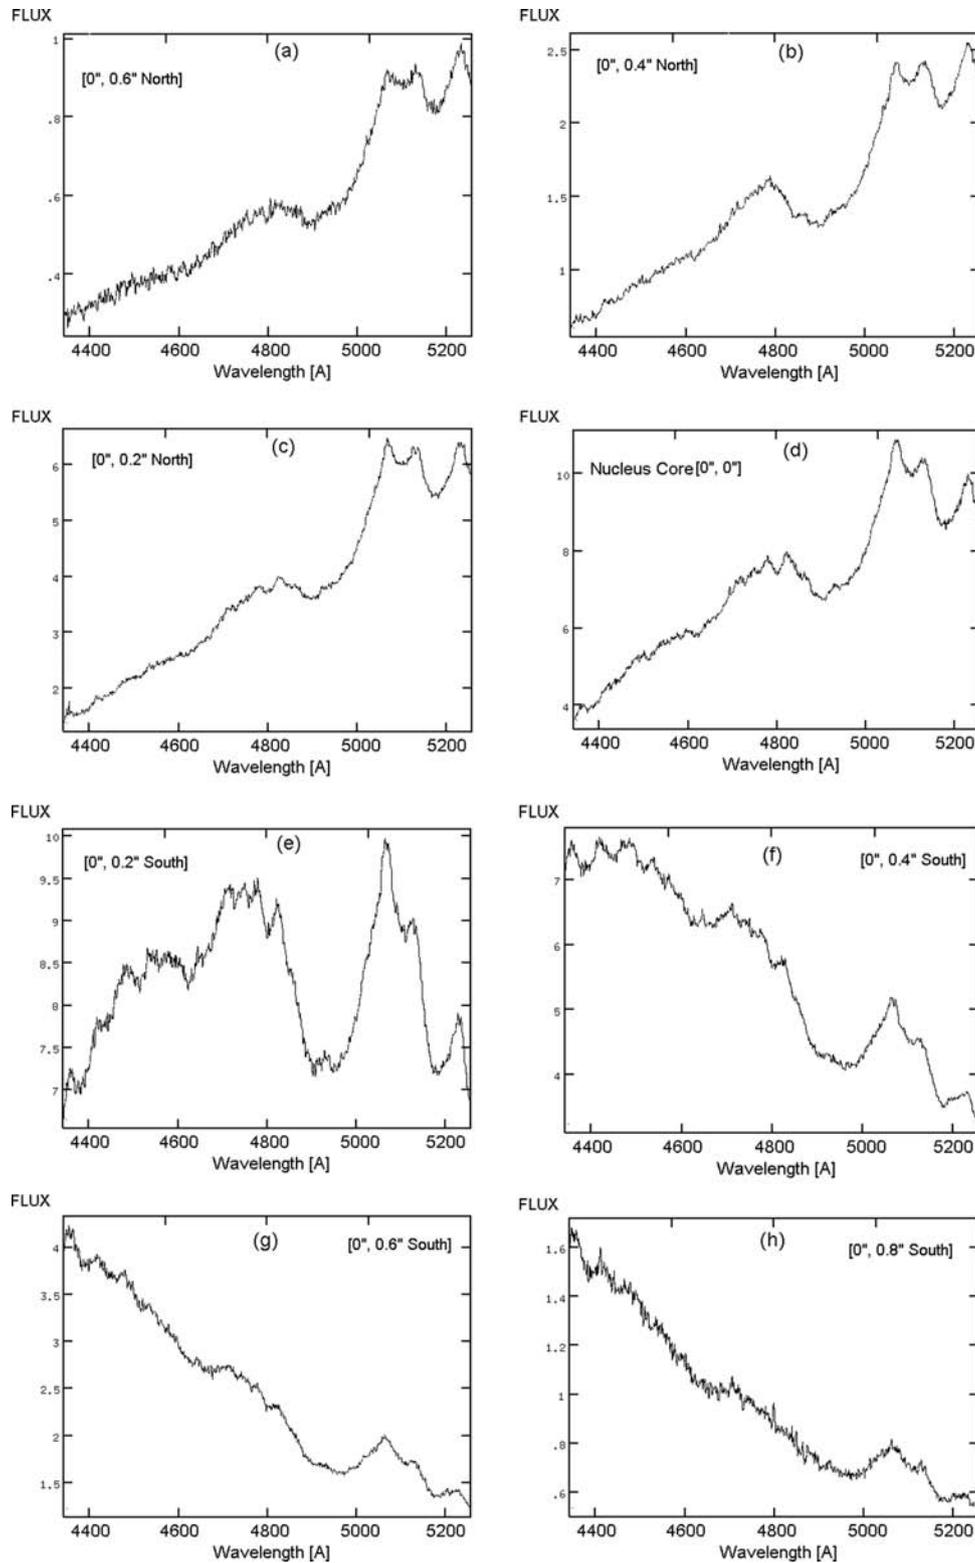 FLUX
(a)
[0", 0.6" North]
1
.8
.6
.4
4400 4600 4800 5000 5200
Wavelength [A]
FLUX
(b)
[0", 0.4" North]
2.5
2
1.5
1
4400 4600 4800 5000 5200
Wavelength [A]
FLUX
(c)
[0", 0.2" North]
6
5
4
3
2
4400 4600 4800 5000 5200
Wavelength [A]
FLUX
(d)
Nucleus Core[0", 0"]
10
8
6
4
4400 4600 4800 5000 5200
Wavelength [A]
FLUX
(e)
[0", 0.2" South]
10
9.5
9
8.5
8
7.5
7
4400 4600 4800 5000 5200
Wavelength [A]
FLUX
(f)
[0", 0.4" South]
7
6
5
4
4400 4600 4800 5000 5200
Wavelength [A]
FLUX
(g)
[0", 0.6" South]
4
3.5
3
2.5
2
1.5
4400 4600 4800 5000 5200
Wavelength [A]
FLUX
(h)
[0", 0.8" South]
1.6
1.4
1.2
1
.8
.6
4400 4600 4800 5000 5200
Wavelength [A]